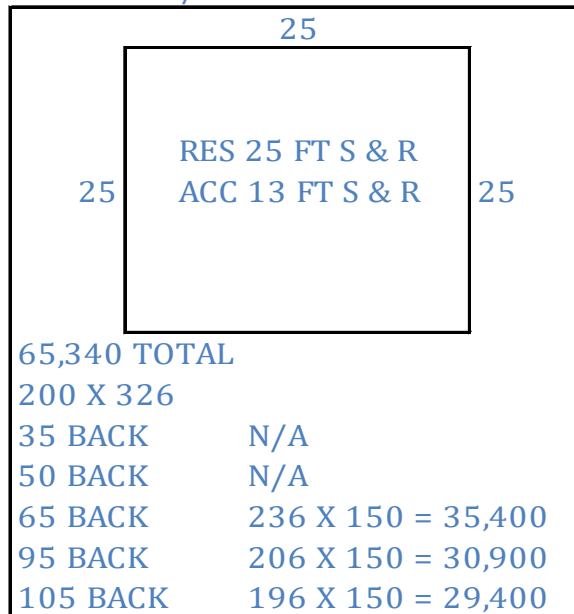 25
RES 25 FT S & R
25 ACC 13 FT S & R 25
65,340 TOTAL
200 X 326
35 BACK N/A
50 BACK N/A
65 BACK 236 X 150 = 35,400
95 BACK 206 X 150 = 30,900
105 BACK 196 X 150 = 29,400